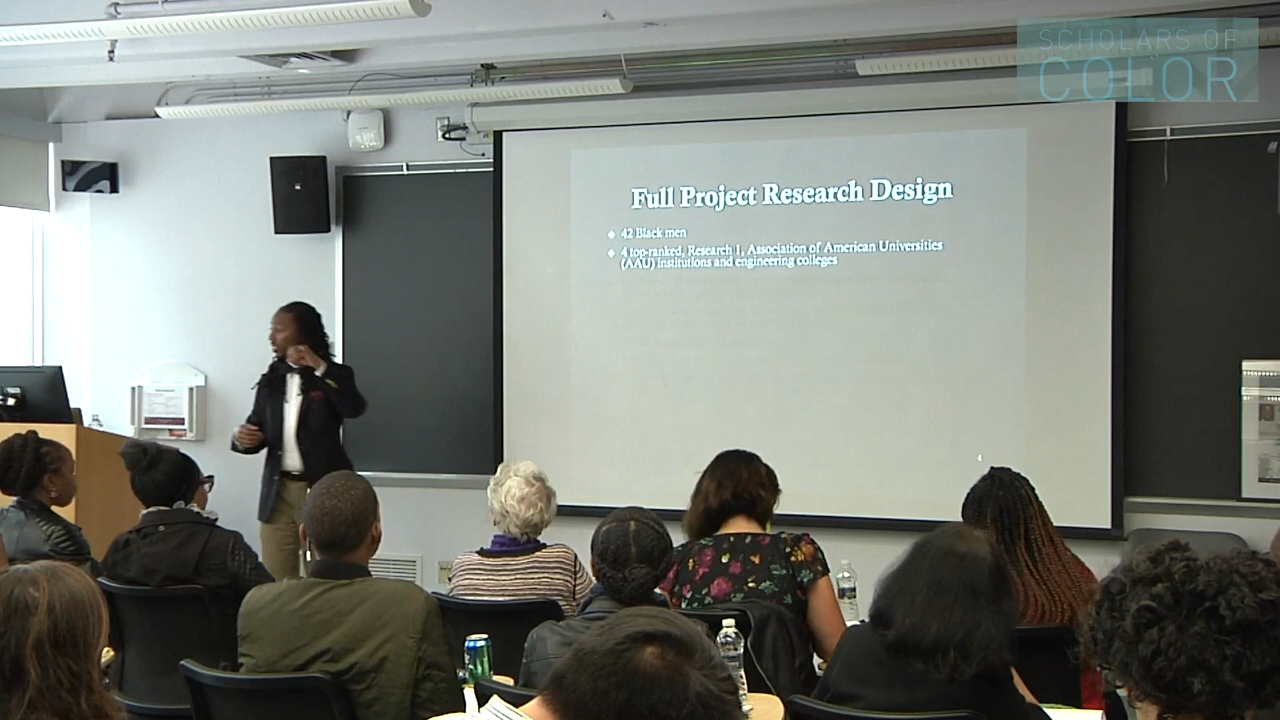 SCHOLARS OF
COLOR
Full Project Research Design
42 Black men
4 top-ranked, Research 1, Association of American Universities
(AAU) institutions and engineering colleges